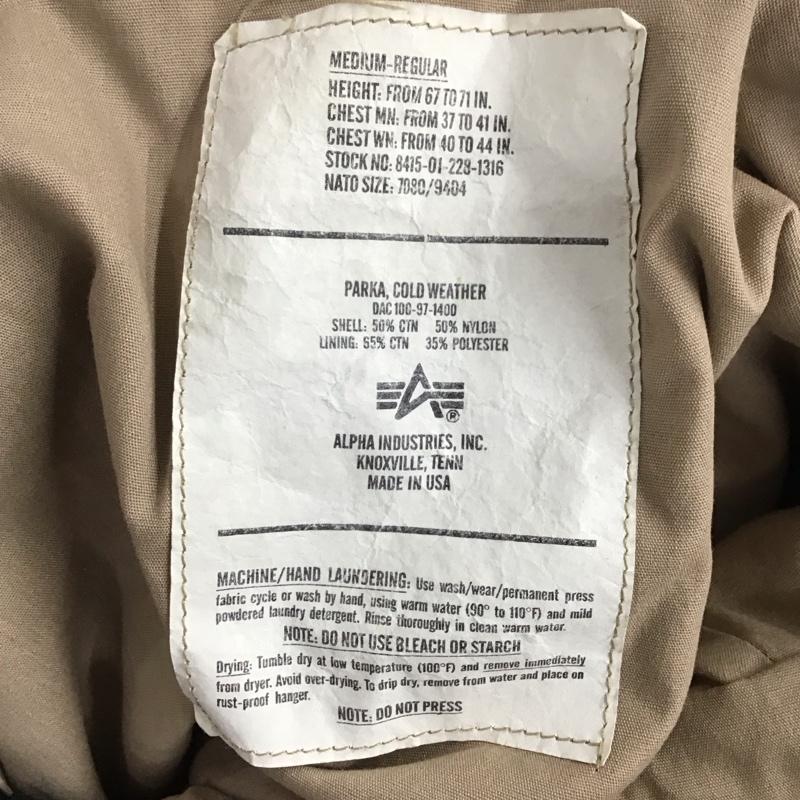 MEDIUM-REGULAR
HEIGHT: FROM 67 TO 71 IN.
CHEST MN: FROM 37 TO 41 IN.
CHEST WN: FROM 40 TO 44 IN.
STOCK NO: 8415-01-228-1316
NATO SIZE: 7080/9404
PARKA, COLD WEATHER
DAC 100-97-1400
SHELL: 50% CTN 50% NYLON
LINING: 65% CTN 35% POLYESTER
®
ALPHA INDUSTRIES, INC.
KNOXVILLE, TENN
MADE IN USA
MACHINE/HAND LAUNDERING: Use wash/wear/permanent press
fabric cycle or wash by hand, using warm water (90° to 110°F) and mild
powdered laundry detergent. Rinse thoroughly in clean warm water.
NOTE: DO NOT USE BLEACH OR STARCH
Drying: Tumble dry at low temperature (100°F) and remove immediately
from dryer. Avoid over-drying. To drip dry, remove from water and place on
rust-proof hanger.
NOTE: DO NOT PRESS